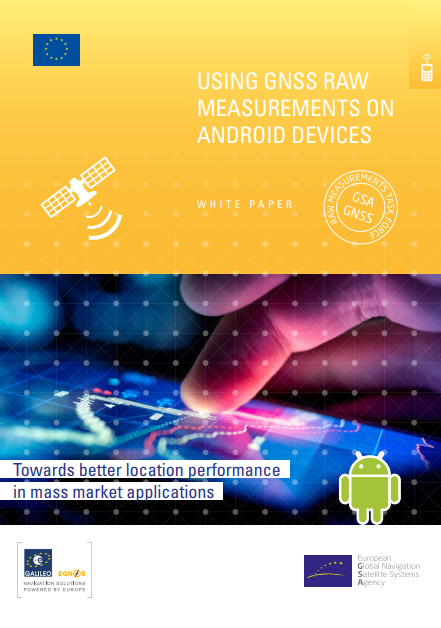 USING GNSS RAW
MEASUREMENTS ON
ANDROID DEVICES
WHITE PAPER
RAW MEASUREMENTS TASK FORCE
GSA
GNSS
Towards better location performance
in mass market applications
GALILEO
EGNOS
NAVIGATION SOLUTIONS
POWERED BY EUROPE
European
Global Navigation
Satellite Systems
Agency